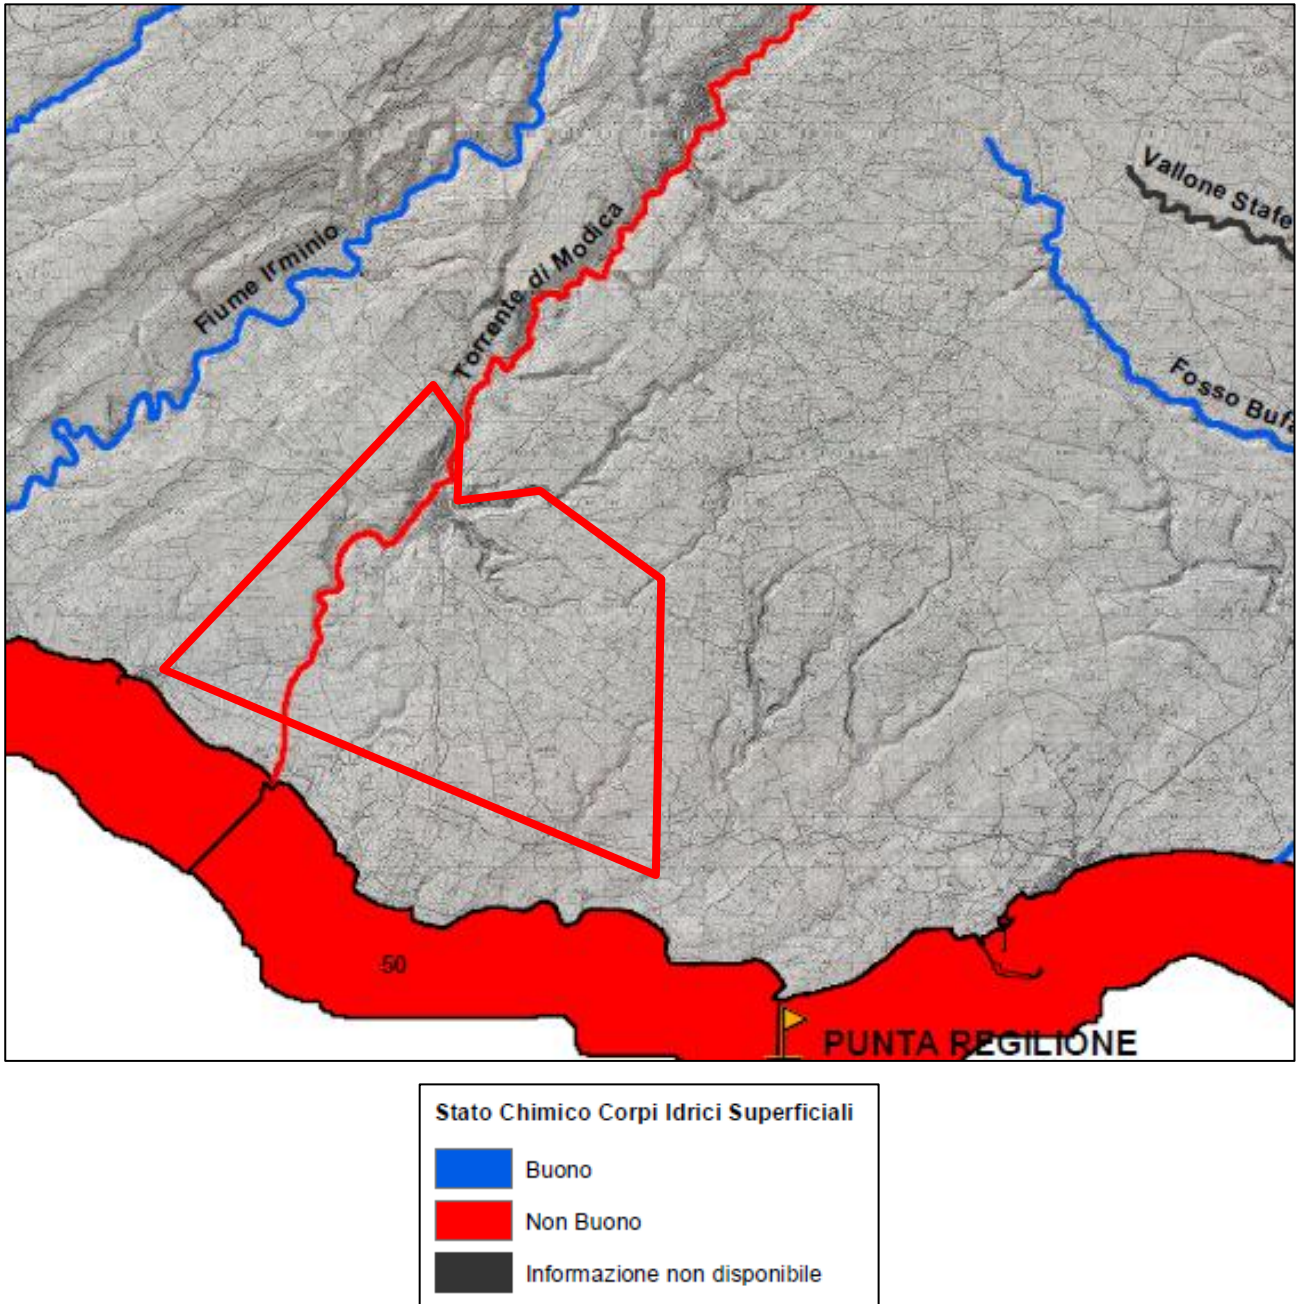 Vallone Stafe
Fiume Irminio
Torrente di Modica
Fosso Bufa
50
PUNTA REGILIONE
Stato Chimico Corpi Idrici Superficiali
Buono
Non Buono
Informazione non disponibile